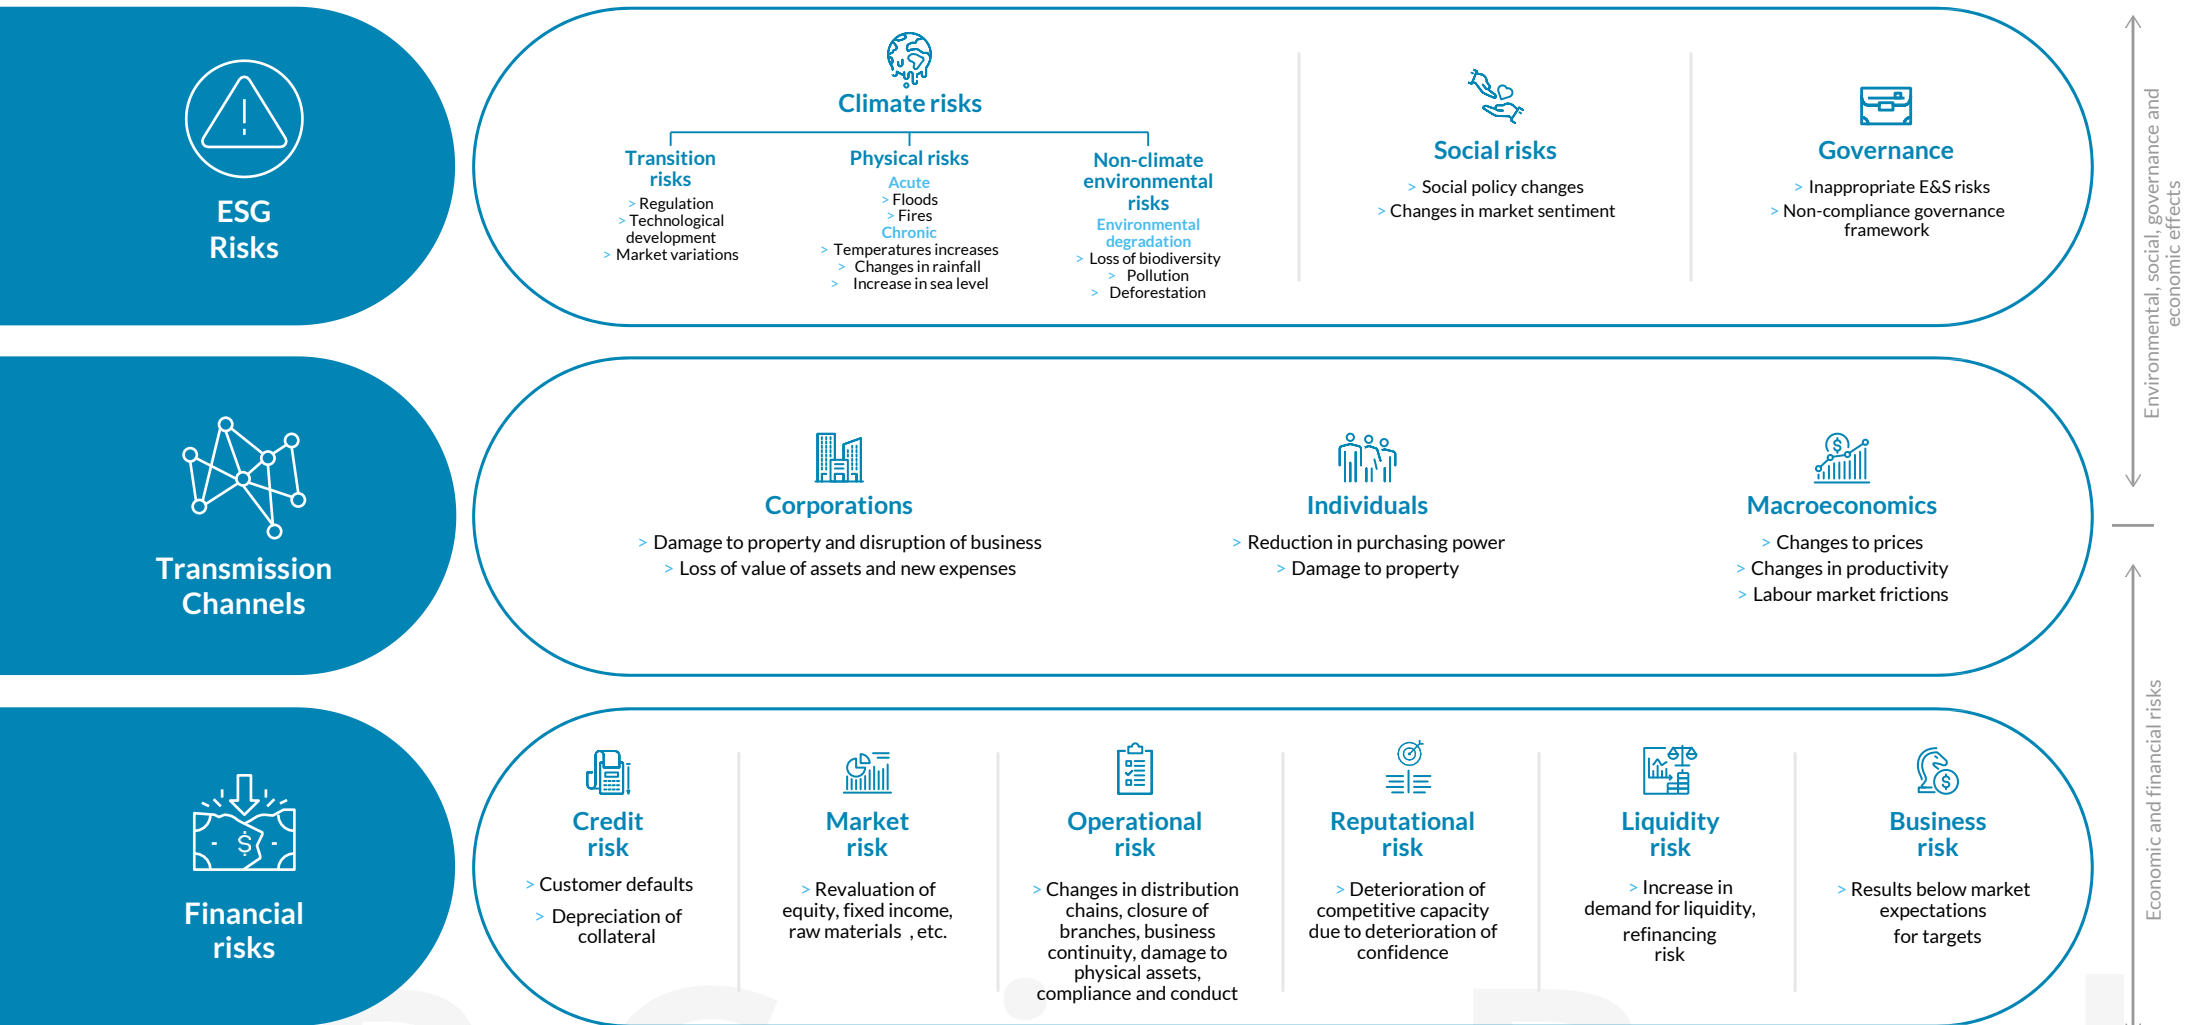 ESG
Risks
Climate risks
Transition
risks
> Regulation
> Technological
development
> Market variations
Physical risks
Acute
> Floods
> Fires
Chronic
> Temperatures increases
> Changes in rainfall
> Increase in sea level
Non-climate
environmental
risks
Environmental
degradation
> Loss of biodiversity
> Pollution
> Deforestation
Social risks
> Social policy changes
> Changes in market sentiment
Governance
> Inappropriate E&S risks
> Non-compliance governance
framework
Environmental, social, governance and
economic effects
Transmission
Channels
Corporations
> Damage to property and disruption of business
> Loss of value of assets and new expenses
Individuals
> Reduction in purchasing power
> Damage to property
Macroeconomics
> Changes to prices
> Changes in productivity
> Labour market frictions
Financial
risks
Credit
risk
> Customer defaults
> Depreciation of
collateral
Market
risk
> Revaluation of
equity, fixed income,
raw materials , etc.
Operational
risk
> Changes in distribution
chains, closure of
branches, business
continuity, damage to
physical assets,
compliance and conduct
Reputational
risk
> Deterioration of
competitive capacity
due to deterioration of
confidence
Liquidity
risk
> Increase in
demand for liquidity,
refinancing
risk
Business
risk
> Results below market
expectations
for targets
Economic and financial risks